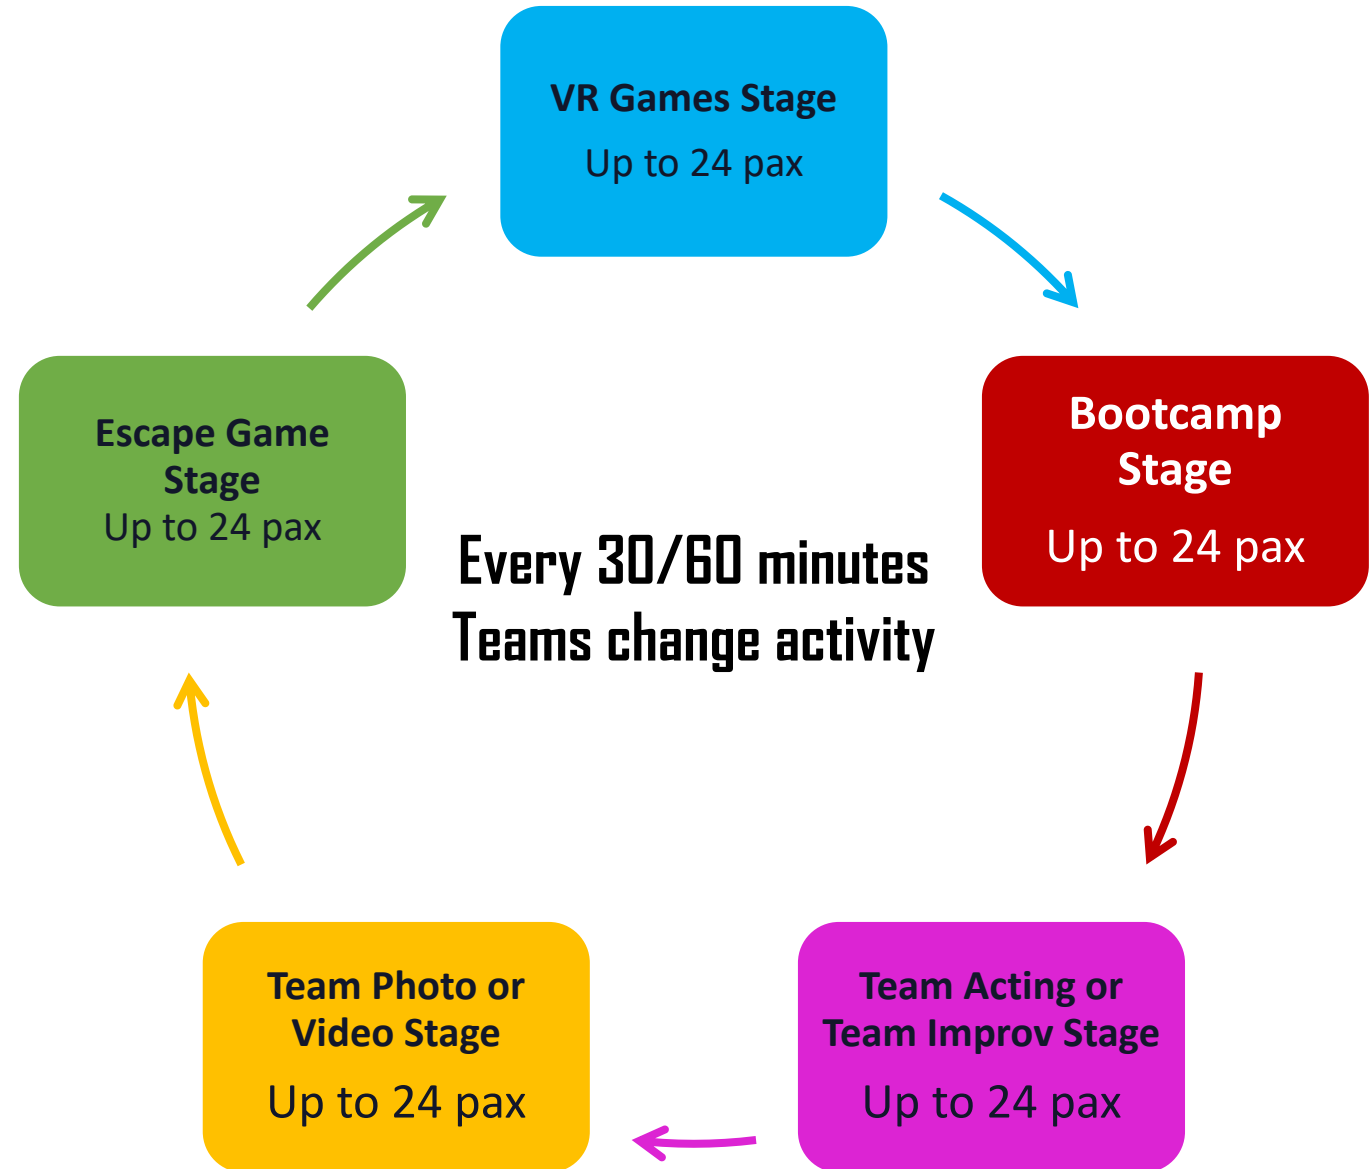 VR Games Stage
Up to 24 pax
Bootcamp
Stage
Up to 24 pax
Escape Game
Stage
Up to 24 pax
Every 30/60 minutes
Teams change activity
Team Photo or
Video Stage
Up to 24 pax
Team Acting or
Team Improv Stage
Up to 24 pax